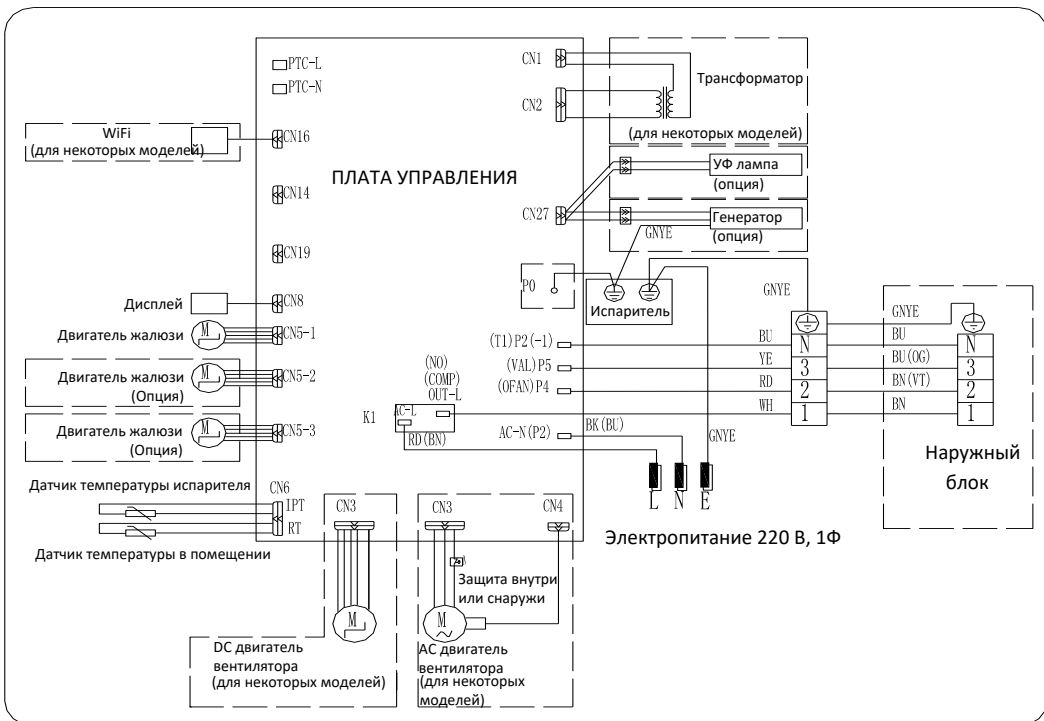 PTC-L
PTC-N
CN1
Трансформатор
CN2
(для некоторых моделей)
WiFi
(для некоторых моделей)
CN16
ПЛАТА УПРАВЛЕНИЯ
УФ лампа
(опция)
CN14
CN27
Генератор
(опция)
GNYE
CN19
P0
Испаритель
GNYE
Дисплей
CN8
Двигатель жалюзи
M
CN5-1
Двигатель жалюзи
(Опция)
M
CN5-2
Двигатель жалюзи
(Опция)
M
CN5-3
(T1)P2(-1)
(VAL)P5
(OFAN)P4
(NO)
(COMP)
OUT-L
K1
AC-L
RD(BN)
AC-N(P2)
BK(BU)
GNYE
BU
YE
RD
WH
N
3
2
1
GNYE
BU
BU(OG)
BN(VT)
BN
N
3
2
1
Наружный
блок
L
N
E
Электропитание 220 В, 1Ф
Датчик температуры испарителя
CN6
IPT
RT
Датчик температуры в помещении
CN3
M
DC двигатель
вентилятора
(для некоторых моделей)
CN3
CN4
Защита внутри
или снаружи
M
AC двигатель
вентилятора
(для некоторых
моделей)